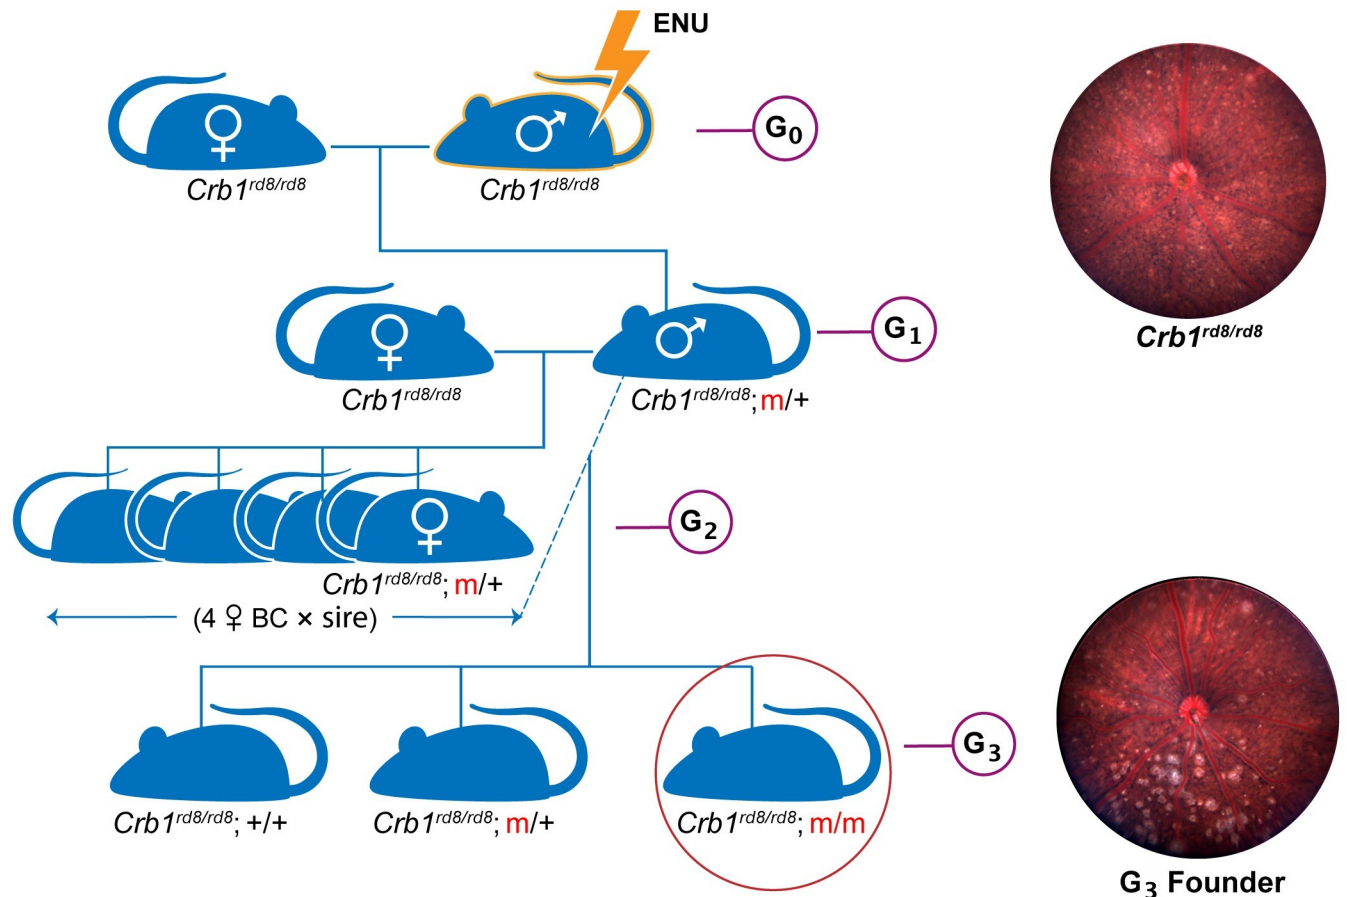 ENU
G0
Crb1rd8/rd8
Crb1rd8/rd8
G1
Crb1rd8/rd8
Crb1rd8/rd8
Crb1rd8/rd8;m/+
G2
Crb1rd8/rd8; m/+
(4 ♀ BC × sire)
G3
Crb1rd8/rd8; +/+
Crb1rd8/rd8; m/+
Crb1rd8/rd8; m/m
G3 Founder